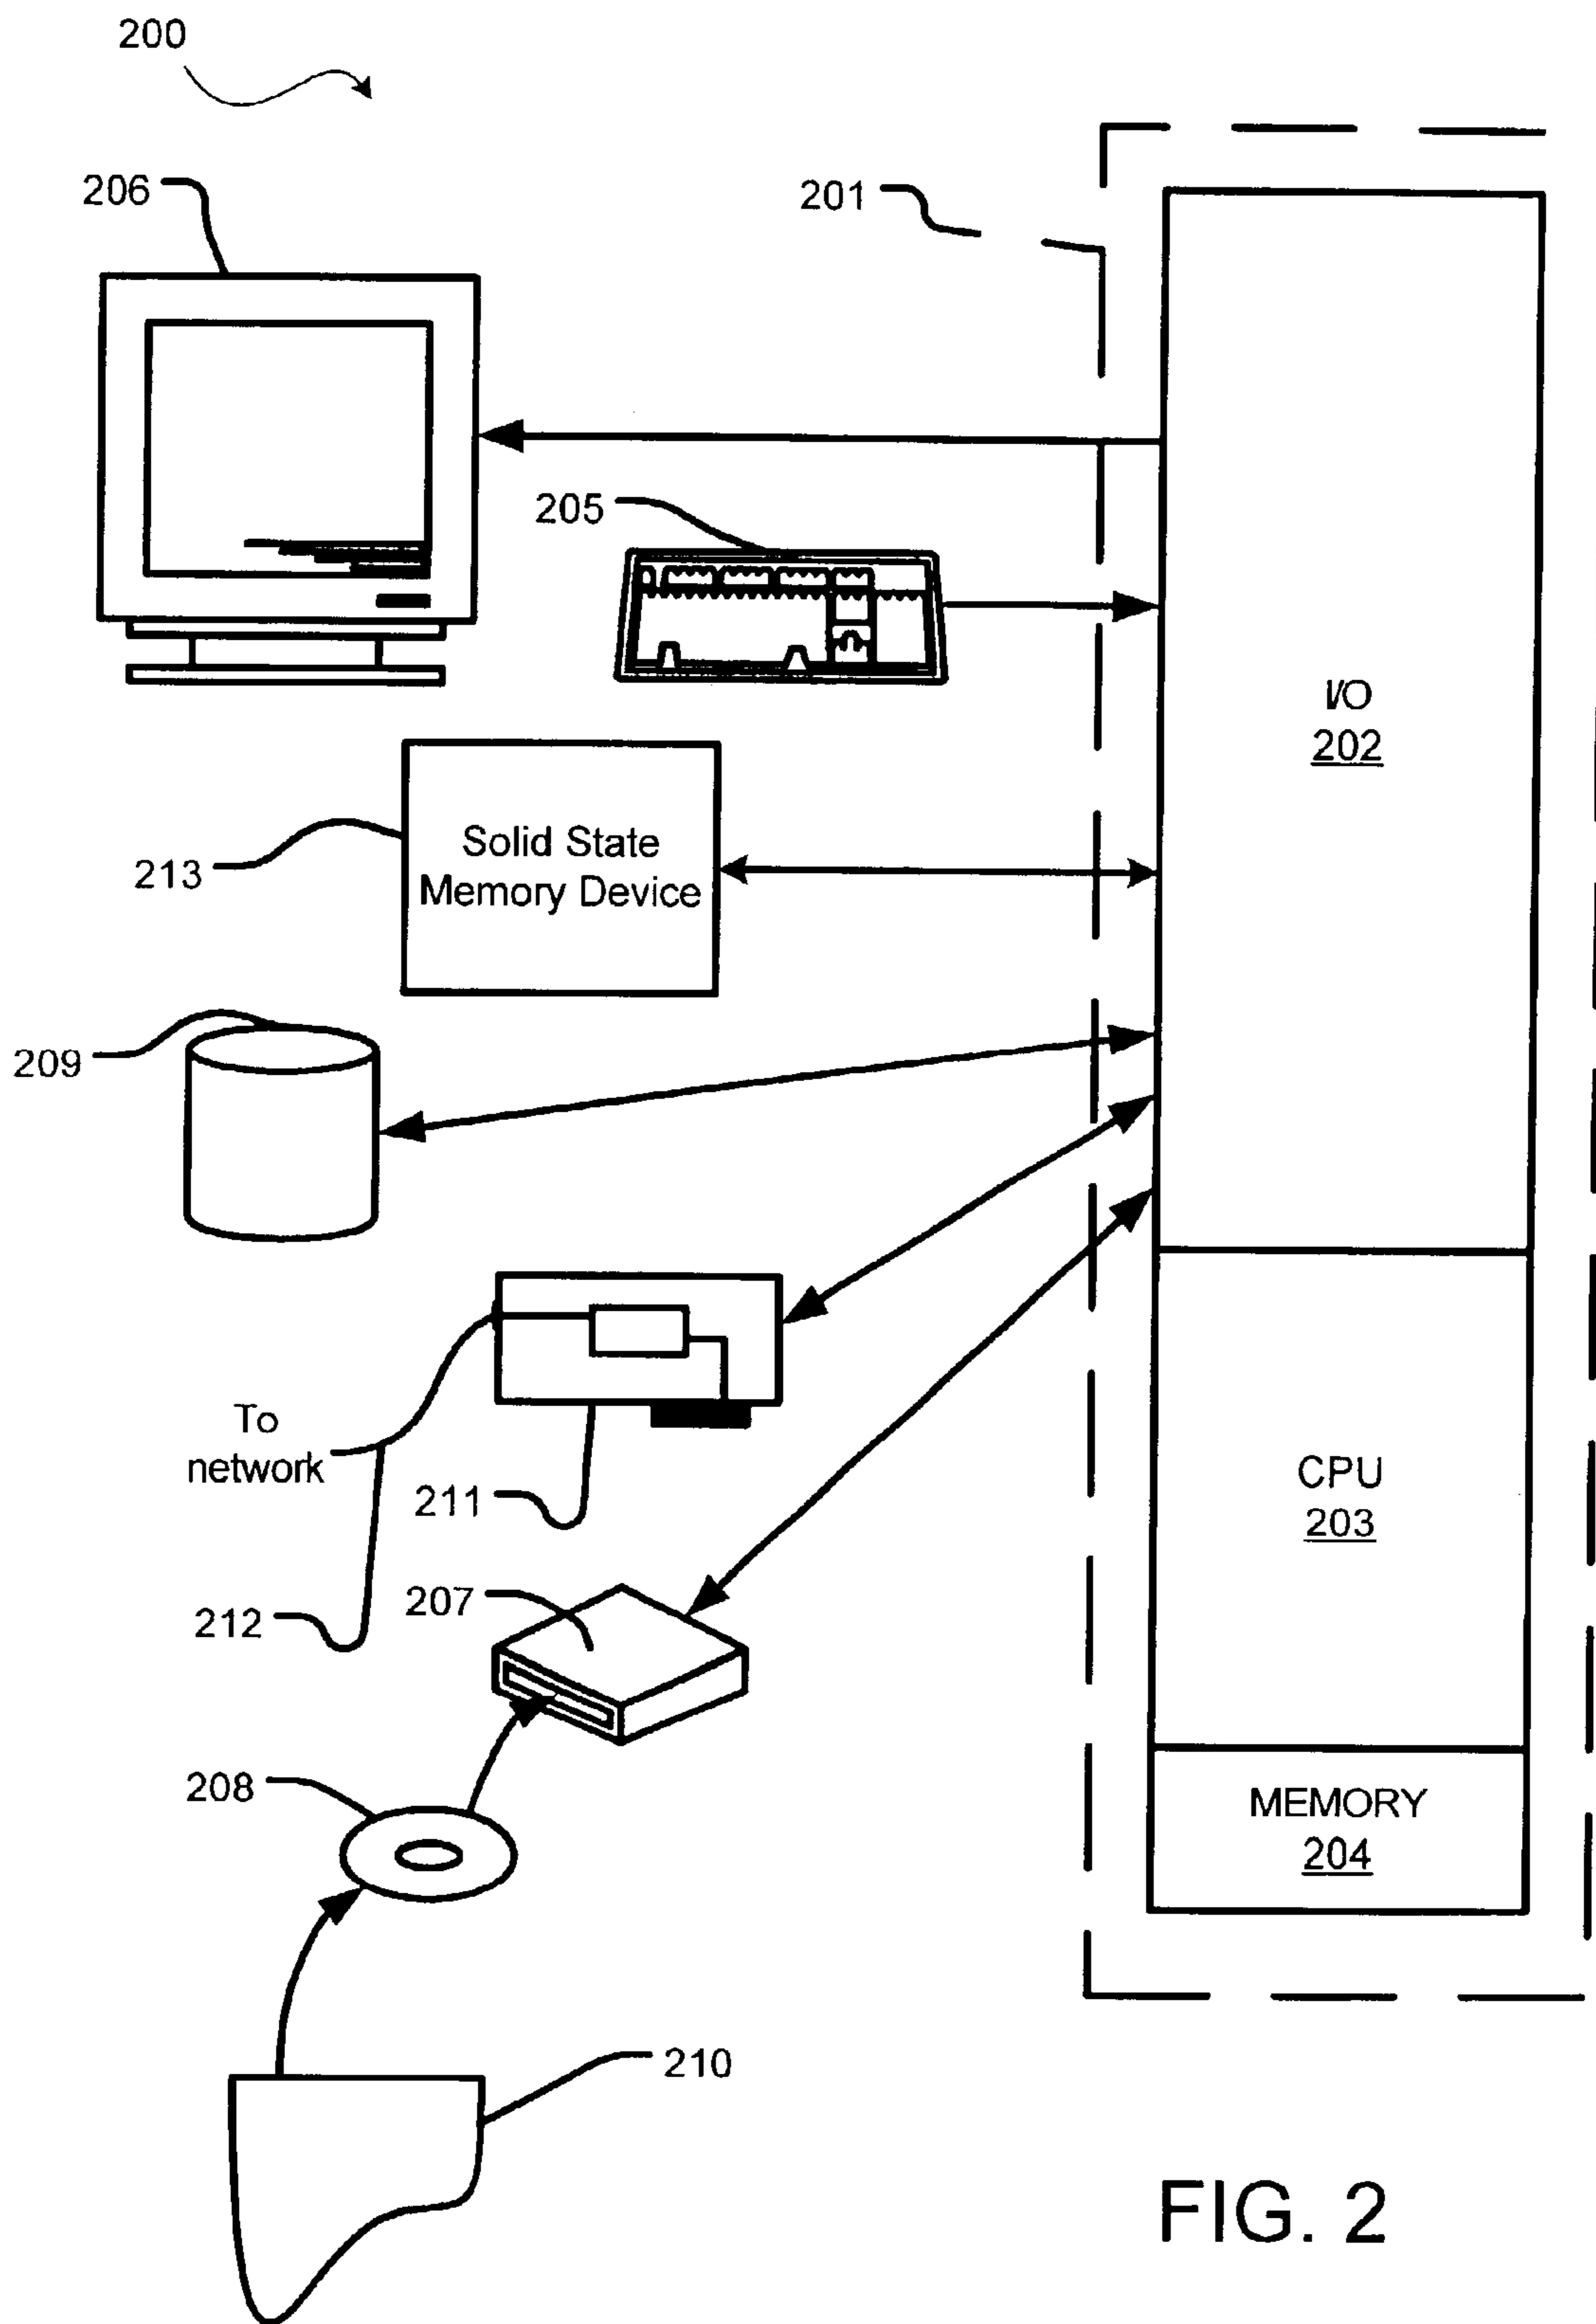 200
206
201
205
I/O
202
213
Solid State
Memory Device
209
To
network
211
CPU
203
212
207
208
MEMORY
204
210
FIG. 2